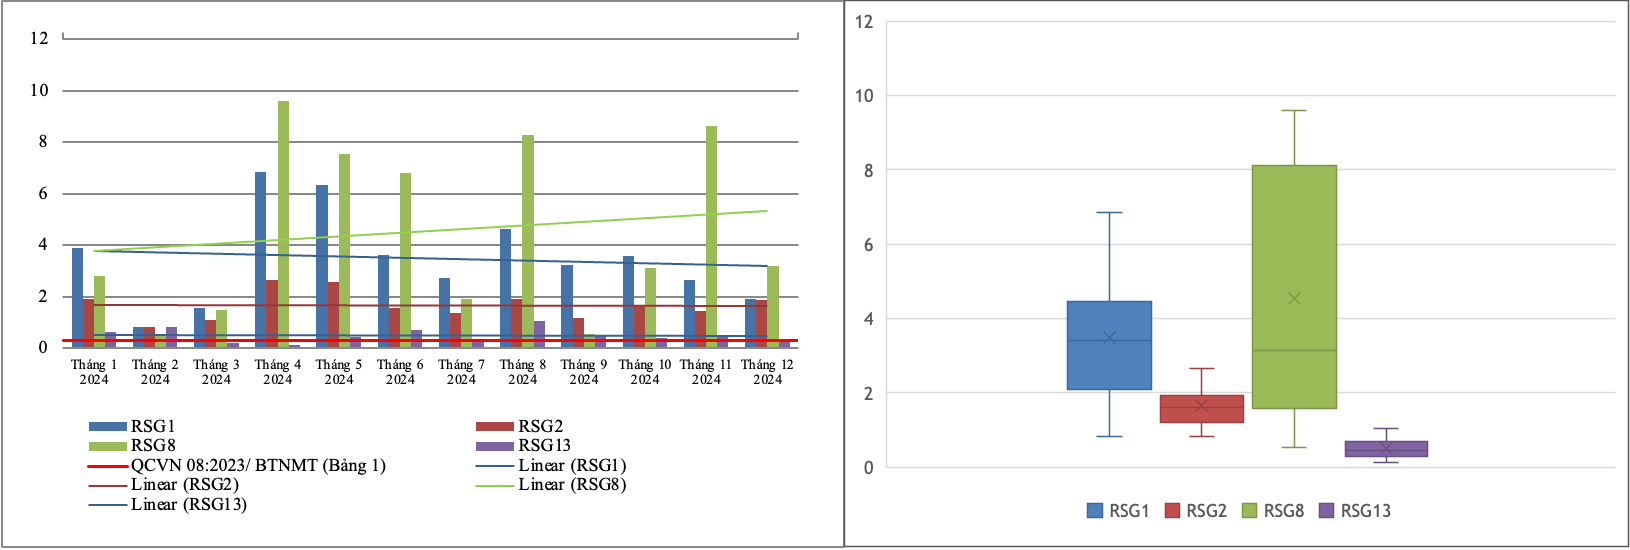 12
10
8
6
4
2
0
Tháng 1 2024
Tháng 2 2024
Tháng 3 2024
Tháng 4 2024
Tháng 5 2024
Tháng 6 2024
Tháng 7 2024
Tháng 8 2024
Tháng 9 2024
Tháng 10 2024
Tháng 11 2024
Tháng 12 2024
RSG1
RSG2
RSG8
RSG13
QCVN 08:2023/ BTNMT (Bảng 1)
Linear (RSG1)
Linear (RSG2)
Linear (RSG8)
Linear (RSG13)
12
10
8
6
4
2
0
RSG1 RSG2 RSG8 RSG13